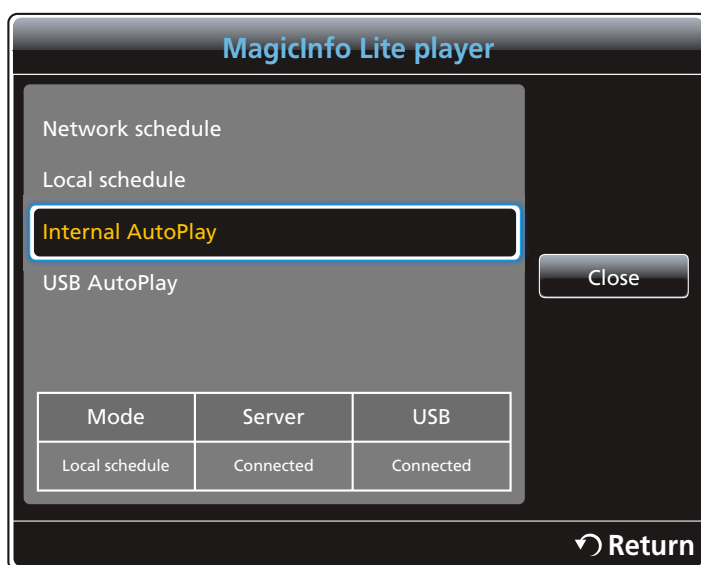 MagicInfo Lite player
Network schedule
Local schedule
Internal AutoPlay
USB AutoPlay
Close
Mode Server USB
Local schedule Connected Connected
Return